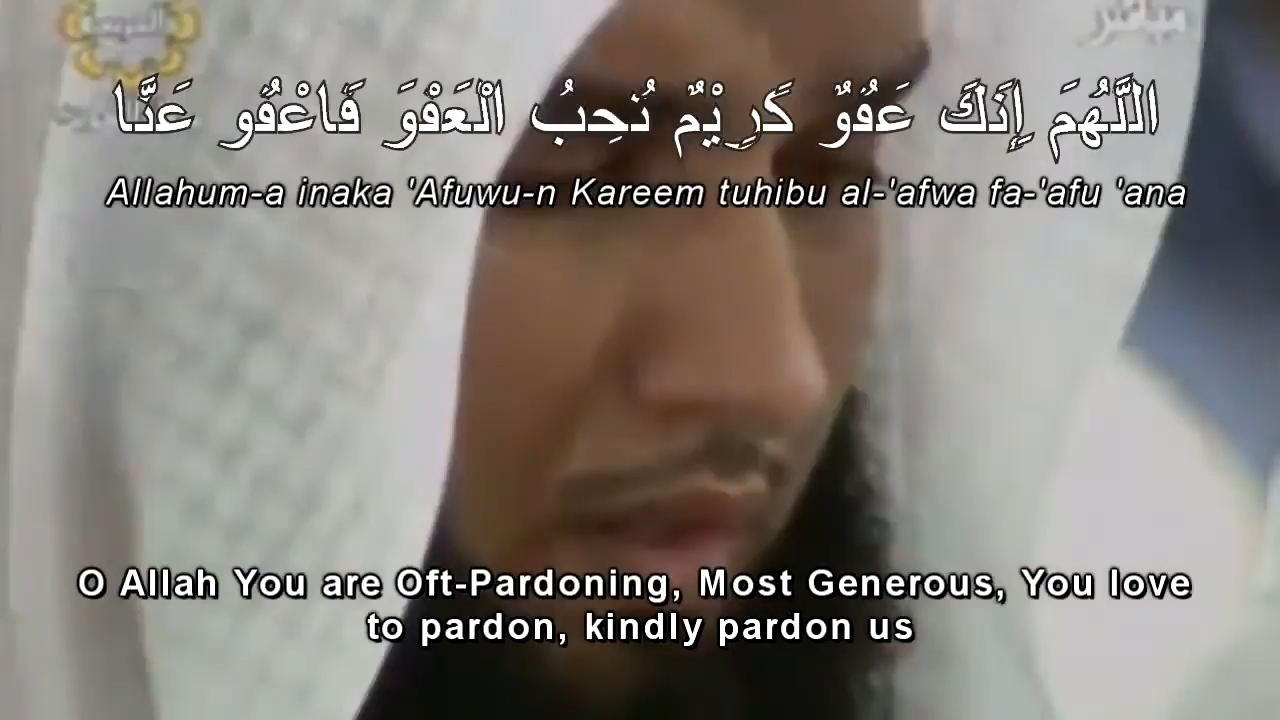 مباشر
اللَّهُمَ إِنَكَ عَفُوٌ كَرِيْمٌ تُحِبُ الْعَفْوَ فَاعْفُو عَنَّا
Allahum-a inaka 'Afuwu-n Kareem tuhibu al-'afwa fa-'afu 'ana
O Allah You are Oft-Pardoning, Most Generous, You love
to pardon, kindly pardon us